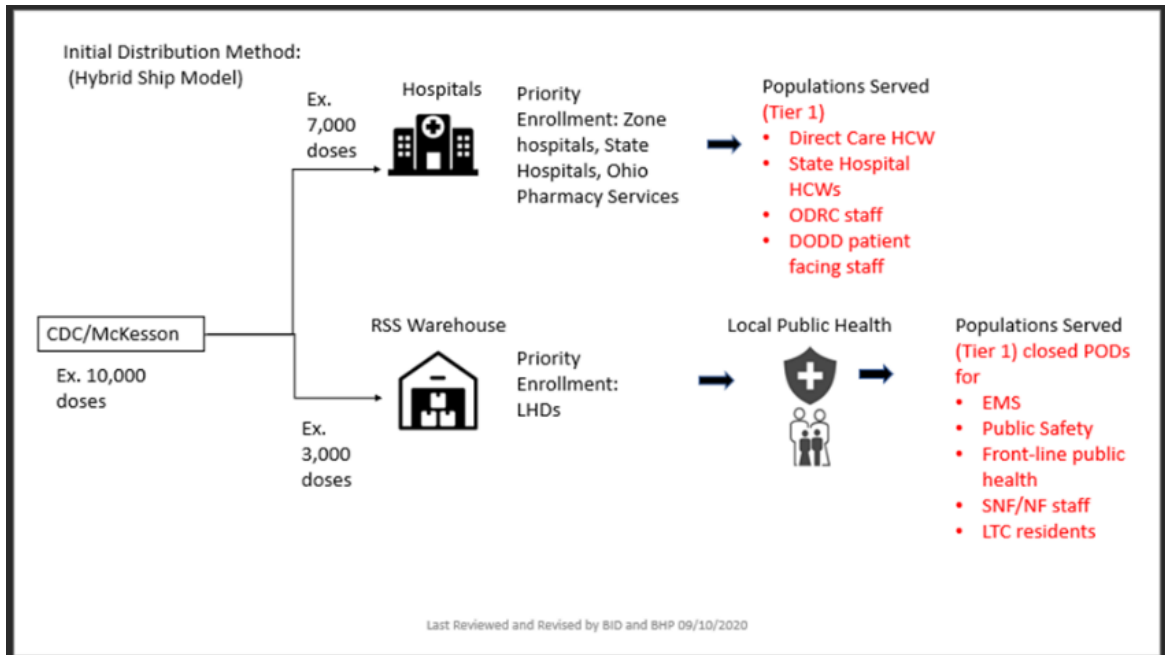 Initial Distribution Method:
(Hybrid Ship Model)
Ex.
7,000
doses
Hospitals
Priority
Enrollment: Zone
hospitals, State
Hospitals, Ohio
Pharmacy Services
Populations Served
(Tier 1)
• Direct Care HCW
• State Hospital
HCWs
• ODRC staff
• DODD patient
facing staff
CDC/McKesson
Ex. 10,000
doses
Ex.
3,000
doses
RSS Warehouse
Priority
Enrollment:
LHDs
Local Public Health
Populations Served
(Tier 1) closed PODs
for
• EMS
• Public Safety
• Front-line public
health
• SNF/NF staff
• LTC residents
Last Reviewed and Revised by BID and BHP 09/10/2020